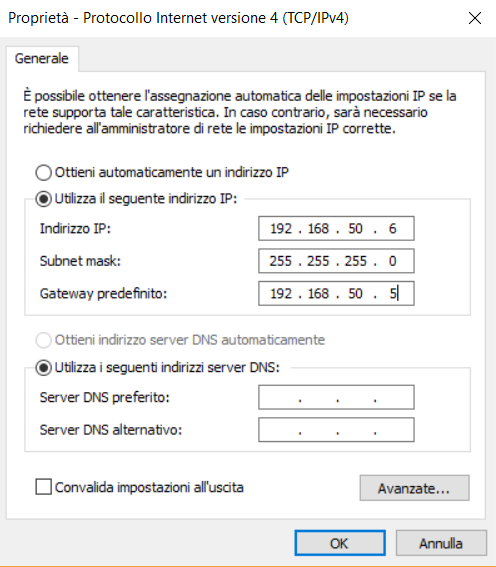 Proprietà - Protocollo Internet versione 4 (TCP/IPv4)
Generale
È possibile ottenere l'assegnazione automatica delle impostazioni IP se la
rete supporta tale caratteristica. In caso contrario, sarà necessario
richiedere all'amministratore di rete le impostazioni IP corrette.
Ottieni automaticamente un indirizzo IP
Utilizza il seguente indirizzo IP:
Indirizzo IP: 192 . 168 . 50 . 6
Subnet mask: 255 . 255 . 255 . 0
Gateway predefinito: 192 . 168 . 50 . 5
Ottieni indirizzo server DNS automaticamente
Utilizza i seguenti indirizzi server DNS:
Server DNS preferito: . . .
Server DNS alternativo: . . .
Convalida impostazioni all'uscita
Avanzate...
OK Annulla